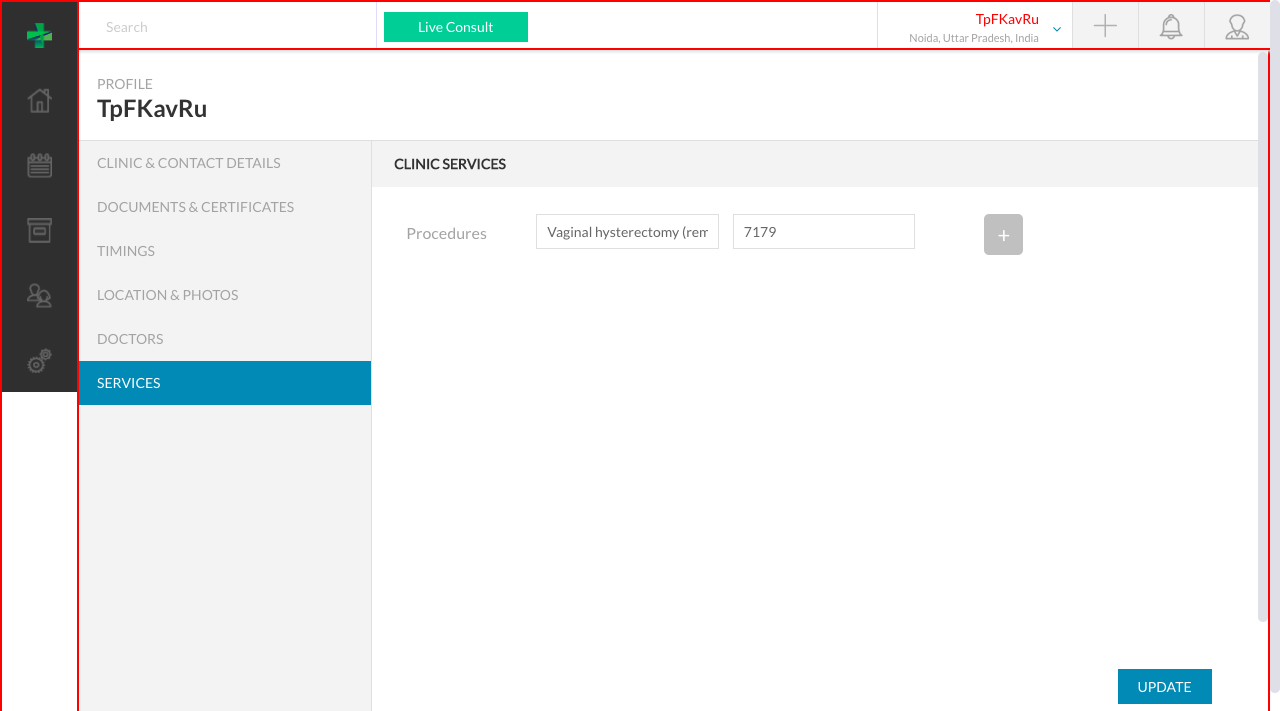 Search
Live Consult
TpFKavRu
Noida, Uttar Pradesh, India
PROFILE
TpFKavRu
CLINIC & CONTACT DETAILS
DOCUMENTS & CERTIFICATES
TIMINGS
LOCATION & PHOTOS
DOCTORS
SERVICES
CLINIC SERVICES
Procedures
Vaginal hysterectomy (rem
7179
+
UPDATE